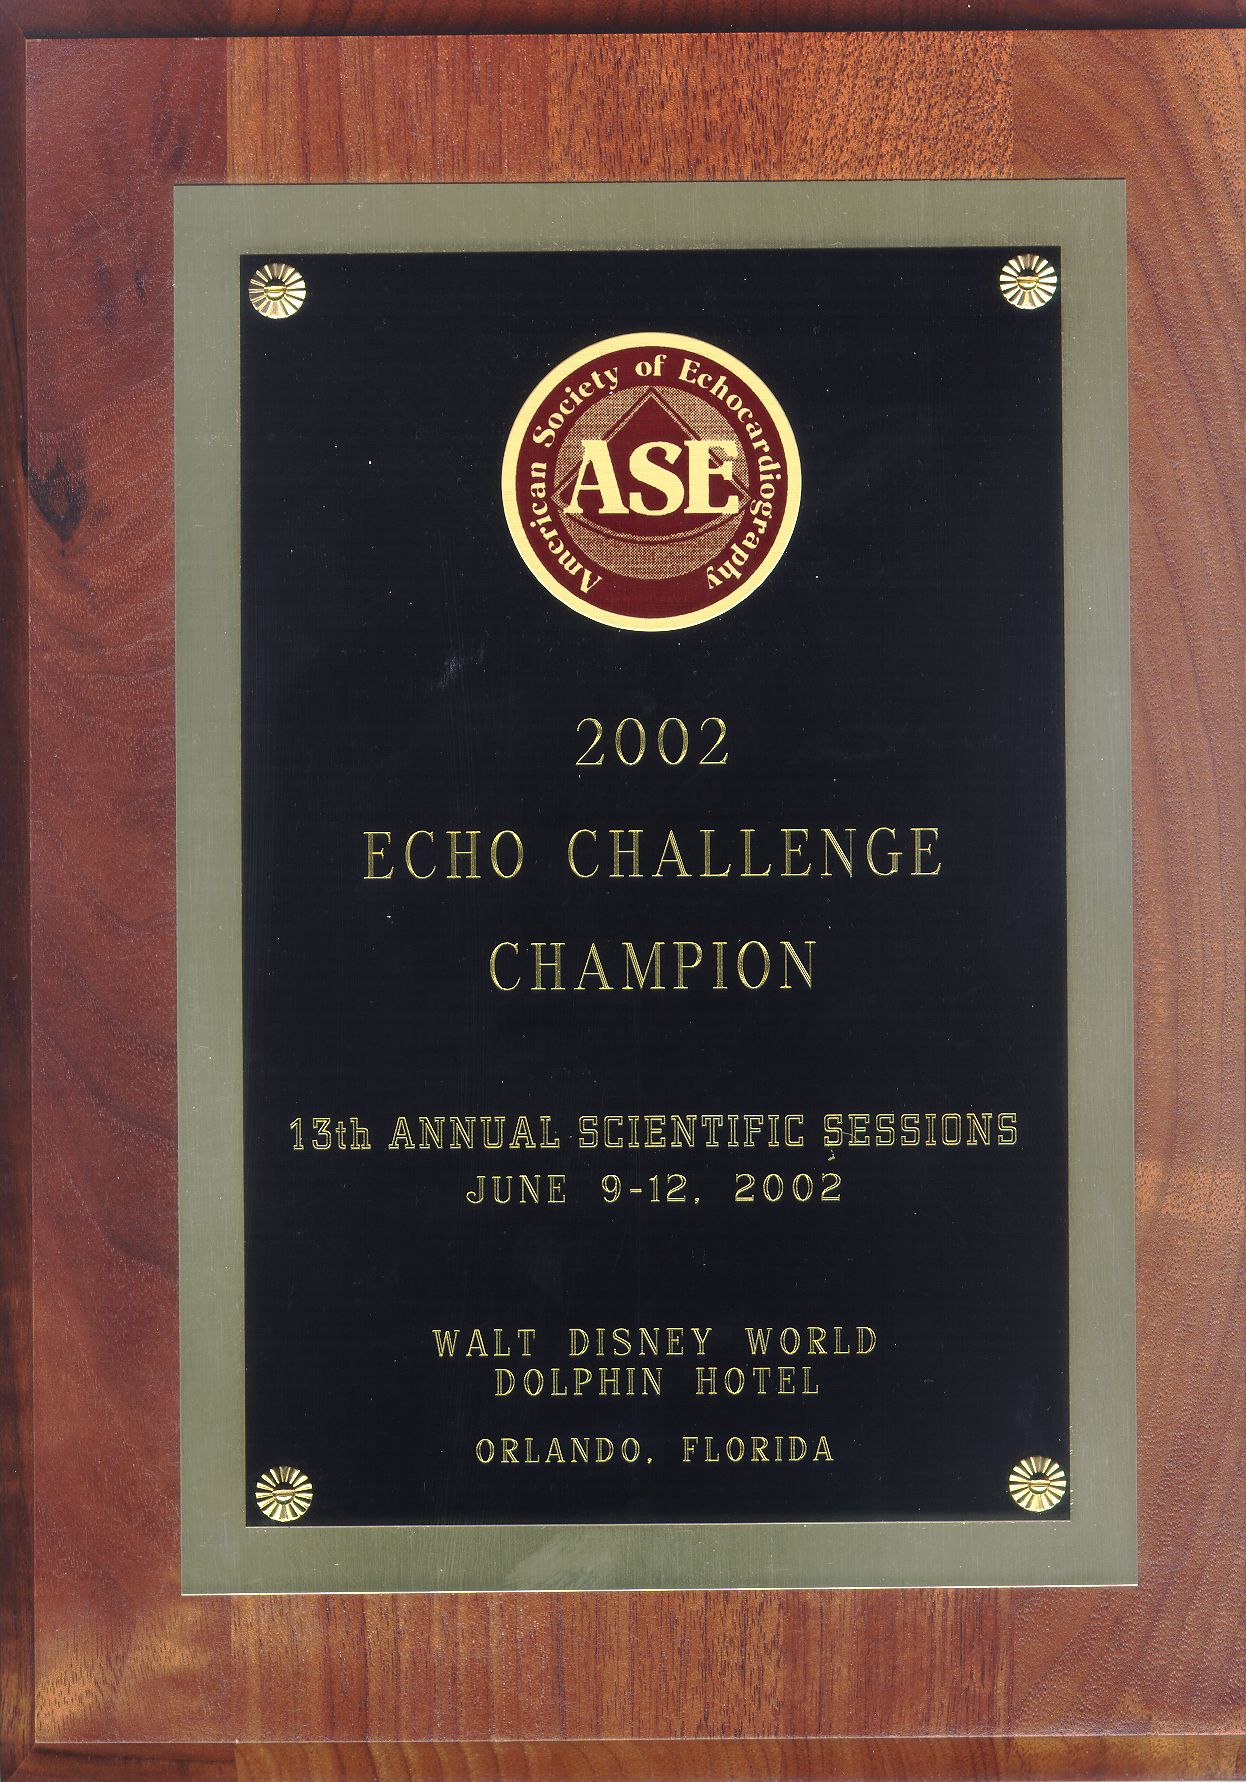 American Society of Echocardiography
ASE
2002
ECHO CHALLENGE
CHAMPION
13th ANNUAL SCIENTIFIC SESSIONS
JUNE 9-12, 2002
WALT DISNEY WORLD
DOLPHIN HOTEL
ORLANDO, FLORIDA